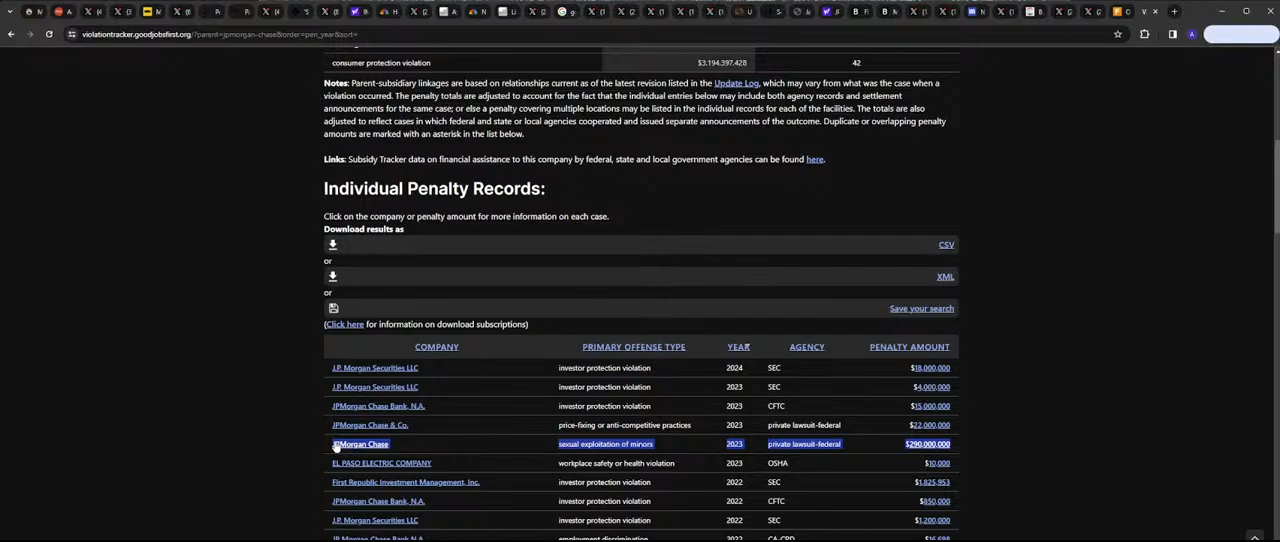 violationtracker.goodjobsfirst.org/?parent=jpmorgan-chase&order=pen_year&sort=
consumer protection violation $3,194,397,428 42
Notes: Parent-subsidiary linkages are based on relationships current as of the latest revision listed in the Update Log, which may vary from what was the case when a
violation occurred. The penalty totals are adjusted to account for the fact that the individual entries below may include both agency records and settlement
announcements for the same case; or else a penalty covering multiple locations may be listed in the individual records for each of the facilities. The totals are also
adjusted to reflect cases in which federal and state or local agencies cooperated and issued separate announcements of the outcome. Duplicate or overlapping penalty
amounts are marked with an asterisk in the list below.
Links: Subsidy Tracker data on financial assistance to this company by federal, state and local government agencies can be found here.
Individual Penalty Records:
Click on the company or penalty amount for more information on each case.
Download results as
CSV
or
XML
or
Save your search
(Click here for information on download subscriptions)
COMPANY PRIMARY OFFENSE TYPE YEAR AGENCY PENALTY AMOUNT
J.P. Morgan Securities LLC investor protection violation 2024 SEC $18,000,000
J.P. Morgan Securities LLC investor protection violation 2023 SEC $4,000,000
JPMorgan Chase Bank, N.A. investor protection violation 2023 CFTC $15,000,000
JPMorgan Chase & Co. price-fixing or anti-competitive practices 2023 private lawsuit-federal $22,000,000
JPMorgan Chase sexual exploitation of minors 2023 private lawsuit-federal $290,000,000
EL PASO ELECTRIC COMPANY workplace safety or health violation 2023 OSHA $10,000
First Republic Investment Management, Inc. investor protection violation 2022 SEC $1,825,953
JPMorgan Chase Bank, N.A. investor protection violation 2022 CFTC $850,000
J.P. Morgan Securities LLC investor protection violation 2022 SEC $1,200,000
JP Morgan Chase Bank N.A. employment discrimination 2022 CA-CRD $16,698